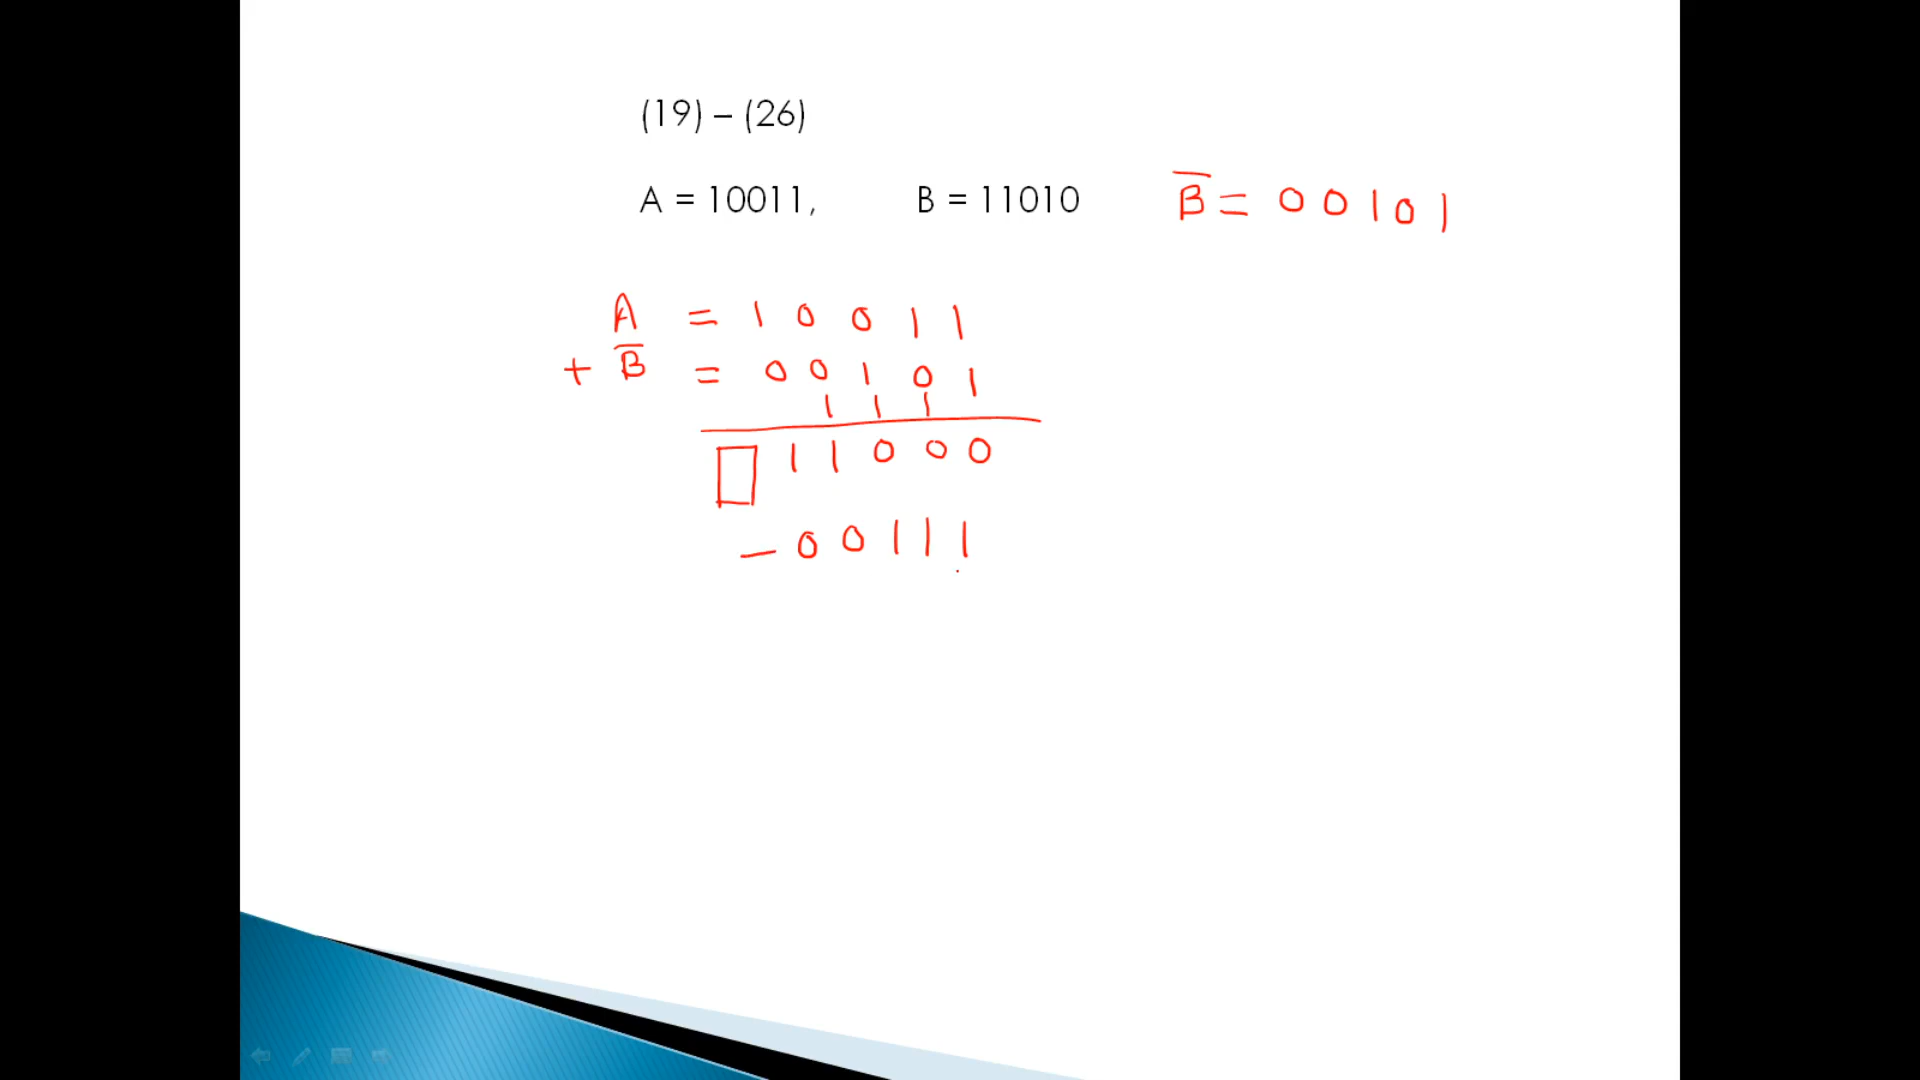 (19) – (26)
A = 10011, B = 11010 B̅ = 00101
A = 1 0 0 1 1
+ B̅ = 0 0 1 0 1
1 1 1
1 1 0 0 0
– 0 0 1 1 1